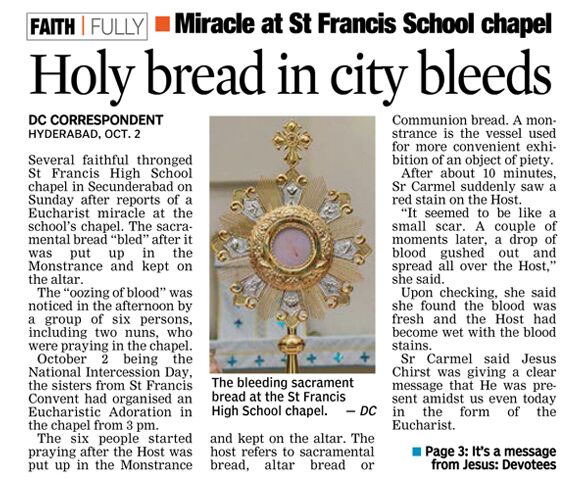 FAITH | FULLY
■ Miracle at St Francis School chapel
Holy bread in city bleeds
DC CORRESPONDENT
HYDERABAD, OCT. 2
Several faithful thronged
St Francis High School
chapel in Secunderabad on
Sunday after reports of a
Eucharist miracle at the
school's chapel. The sacra-
mental bread "bled" after it
was put up in the
Monstrance and kept on
the altar.
The "oozing of blood" was
noticed in the afternoon by
a group of six persons,
including two nuns, who
were praying in the chapel.
October 2 being the
National Intercession Day,
the sisters from St Francis
Convent had organised an
Eucharistic Adoration in
the chapel from 3 pm.
The six people started
praying after the Host was
put up in the Monstrance
The bleeding sacrament
bread at the St Francis
High School chapel. — DC
and kept on the altar. The
host refers to sacramental
bread, altar bread or
Communion bread. A mon-
strance is the vessel used
for more convenient exhi-
bition of an object of piety.
After about 10 minutes,
Sr Carmel suddenly saw a
red stain on the Host.
"It seemed to be like a
small scar. A couple of
moments later, a drop of
blood gushed out and
spread all over the Host,"
she said.
Upon checking, she said
she found the blood was
fresh and the Host had
become wet with the blood
stains.
Sr Carmel said Jesus
Chirst was giving a clear
message that He was pre-
sent amidst us even today
in the form of the
Eucharist.
■ Page 3: It's a message
from Jesus: Devotees